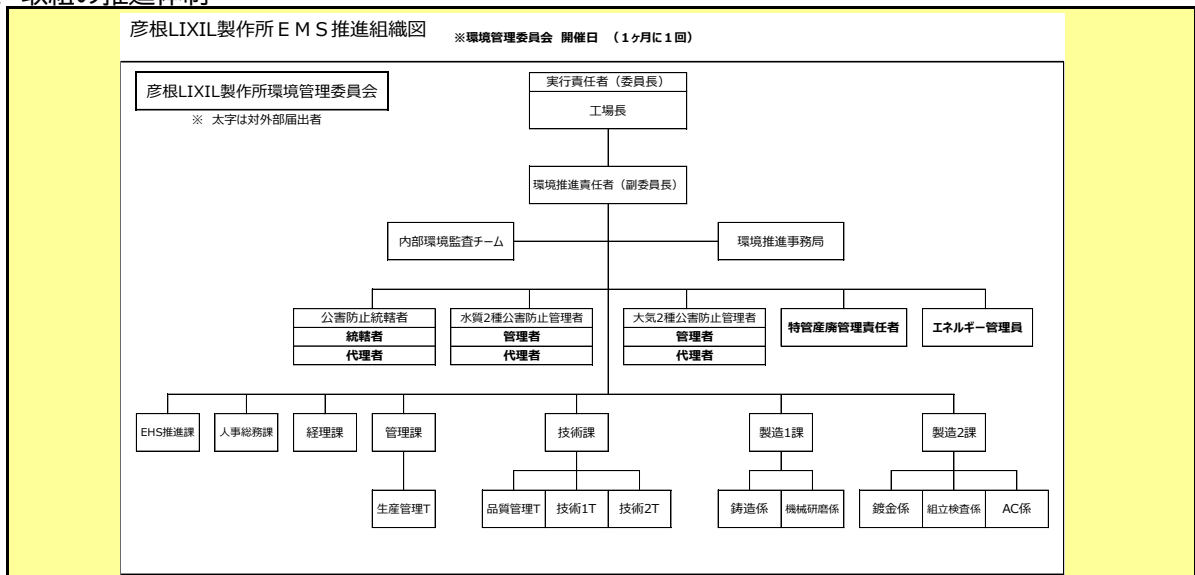 取組の推進体制
彦根LIXIL製作所ＥＭＳ推進組織図 ※環境管理委員会 開催日 （1ヶ月に１回）
彦根LIXIL製作所環境管理委員会
※ 太字は対外部届出者
実行責任者（委員長）
工場長
環境推進責任者（副委員長）
内部環境監査チーム
環境推進事務局
公害防止統轄者
統轄者
代理者
水質2種公害防止管理者
管理者
代理者
大気2種公害防止管理者
管理者
代理者
特管産廃管理責任者
エネルギー管理員
EHS推進課
人事総務課
経理課
管理課
技術課
製造1課
製造2課
生産管理T
品質管理T
技術1T
技術2T
鋳造係
機械研磨係
鍍金係
組立検査係
AC係